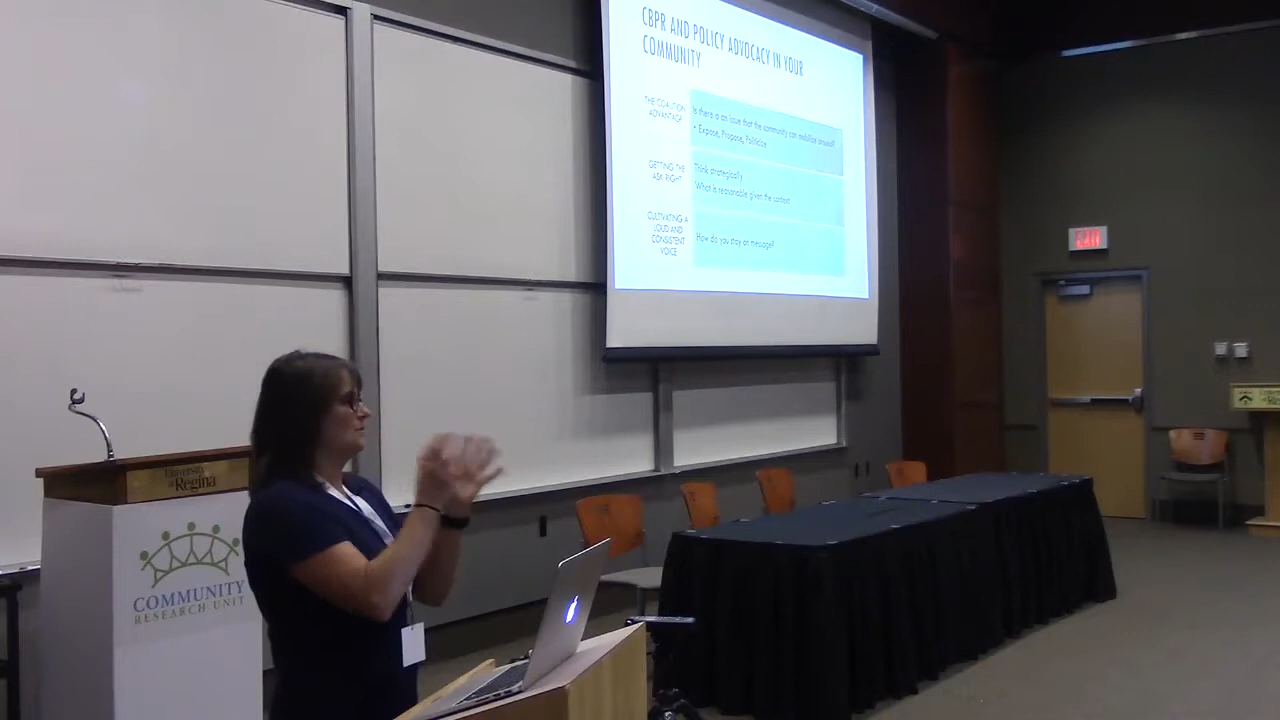 CBPR AND POLICY ADVOCACY IN YOUR
COMMUNITY
THE COALITION
ADVANTAGE
Is there a an issue that the community can mobilize around?
• Expose, Propose, Politicize
GETTING THE
ASK RIGHT
Think strategically
What is reasonable given the context
CULTIVATING A
LOUD AND
CONSISTENT
VOICE
How do you stay on message?
EXIT
University
of Regina
COMMUNITY
RESEARCH UNIT